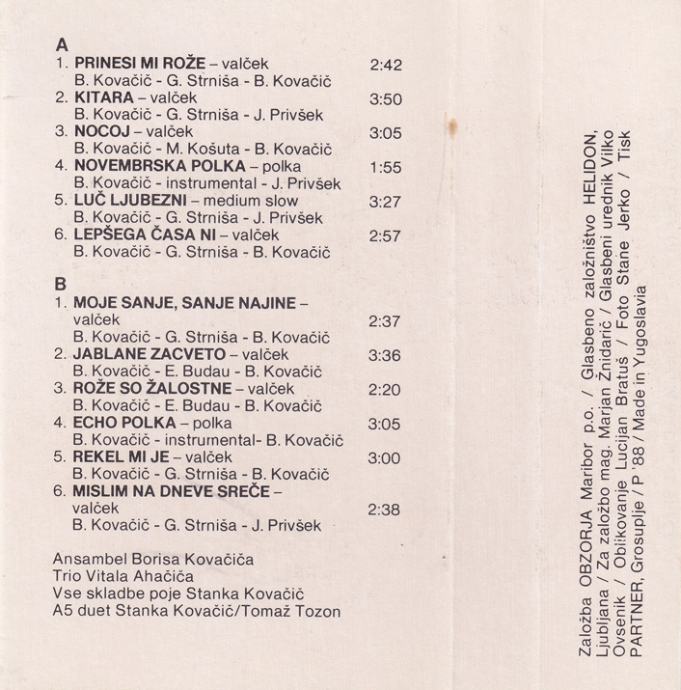 A
1. PRINESI MI ROŽE – valček 2:42
B. Kovačič - G. Strniša - B. Kovačič
2. KITARA – valček 3:50
B. Kovačič - G. Strniša - J. Privšek
3. NOCOJ – valček 3:05
B. Kovačič - M. Košuta - B. Kovačič
4. NOVEMBRSKA POLKA – polka 1:55
B. Kovačič - instrumental - J. Privšek
5. LUČ LJUBEZNI – medium slow 3:27
B. Kovačič - G. Strniša - J. Privšek
6. LEPŠEGA ČASA NI – valček 2:57
B. Kovačič - G. Strniša - B. Kovačič
B
1. MOJE SANJE, SANJE NAJINE –
valček 2:37
B. Kovačič - G. Strniša - B. Kovačič
2. JABLANE ZACVETO – valček 3:36
B. Kovačič - E. Budau - B. Kovačič
3. ROŽE SO ŽALOSTNE – valček 2:20
B. Kovačič - E. Budau - B. Kovačič
4. ECHO POLKA – polka 3:05
B. Kovačič - instrumental- B. Kovačič
5. REKEL MI JE – valček 3:00
B. Kovačič - G. Strniša - B. Kovačič
6. MISLIM NA DNEVE SREČE –
valček 2:38
B. Kovačič - G. Strniša - J. Privšek
Ansambel Borisa Kovačiča
Trio Vitala Ahačiča
Vse skladbe poje Stanka Kovačič
A5 duet Stanka Kovačič/Tomaž Tozon
Založba OBZORJA Maribor p.o. / Glasbeno založništvo HELIDON,
Ljubljana / Za založbo mag. Marjan Žnidarič / Glasbeni urednik Vilko
Ovsenik / Oblikovanje Lucijan Bratuš / Foto Stane Jerko / Tisk
PARTNER, Grosuplje / P '88 / Made in Yugoslavia